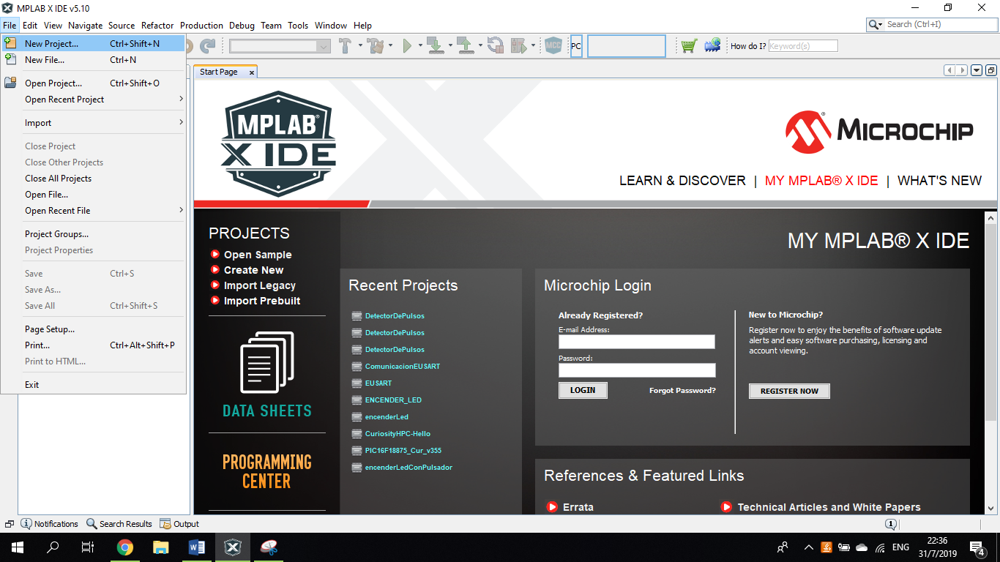 MPLAB X IDE v5.10
File Edit View Navigate Source Refactor Production Debug Team Tools Window Help
Search (Ctrl+I)
New Project... Ctrl+Shift+N
New File... Ctrl+N
Open Project... Ctrl+Shift+O
Open Recent Project
Import
Close Project
Close Other Projects
Close All Projects
Open File...
Open Recent File
Project Groups...
Project Properties
Save Ctrl+S
Save As...
Save All Ctrl+Shift+S
Page Setup...
Print... Ctrl+Alt+Shift+P
Print to HTML...
Exit
MCC
PC
How do I? Keyword(s)
Start Page
MPLAB®
X IDE
MICROCHIP®
LEARN & DISCOVER | MY MPLAB® X IDE | WHAT'S NEW
MY MPLAB® X IDE
PROJECTS
Open Sample
Create New
Import Legacy
Import Prebuilt
DATA SHEETS
PROGRAMMING
CENTER
Recent Projects
DetectorDePulsos
DetectorDePulsos
DetectorDePulsos
ComunicacionEUSART
EUSART
ENCENDER_LED
encenderLed
CuriosityHPC-Hello
PIC16F18875_Cur_v355
encenderLedConPulsador
Microchip Login
Already Registered?
E-mail Address:
Password:
LOGIN
Forgot Password?
New to Microchip?
Register now to enjoy the benefits of software update
alerts and easy software purchasing, licensing and
account viewing.
REGISTER NOW
References & Featured Links
Errata
Technical Articles and White Papers
Notifications
Search Results
Output
1
ENG
22:36
31/7/2019
4